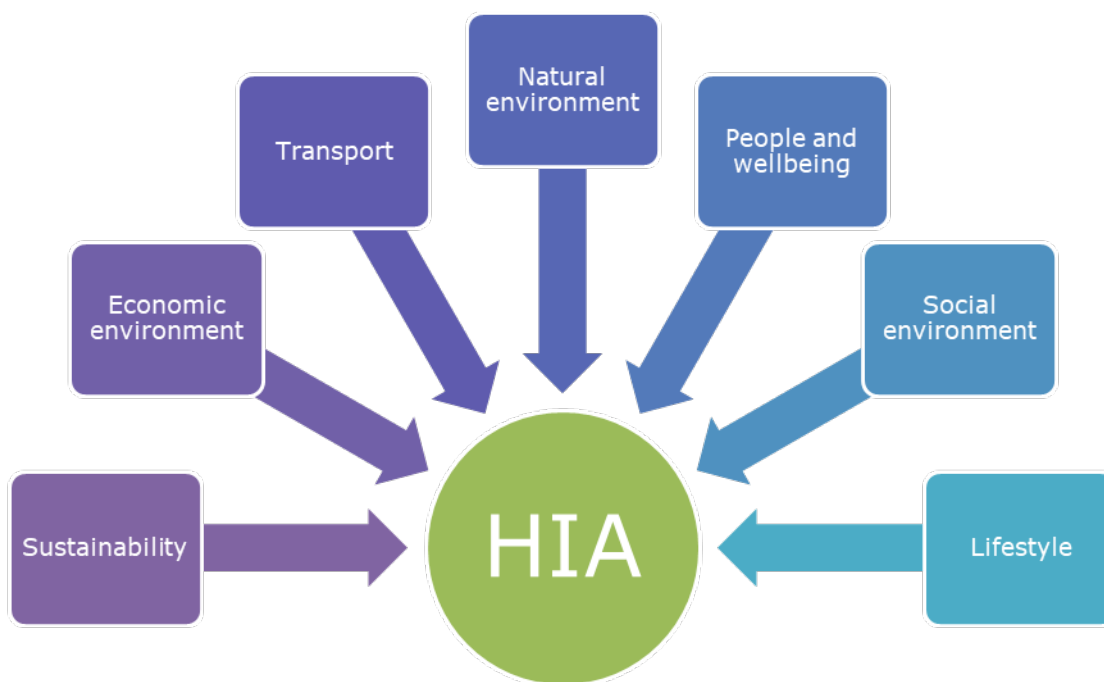 Natural
environment
Transport
People and
wellbeing
Economic
environment
Social
environment
Sustainability
HIA
Lifestyle